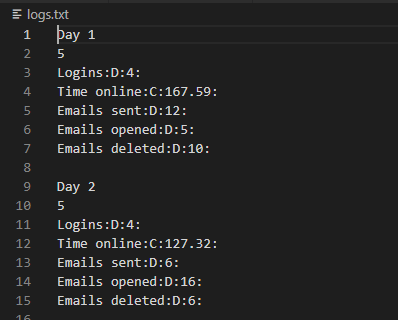 logs.txt
1 Day 1
2 5
3 Logins:D:4:
4 Time online:C:167.59:
5 Emails sent:D:12:
6 Emails opened:D:5:
7 Emails deleted:D:10:
8
9 Day 2
10 5
11 Logins:D:4:
12 Time online:C:127.32:
13 Emails sent:D:6:
14 Emails opened:D:16:
15 Emails deleted:D:6:
16